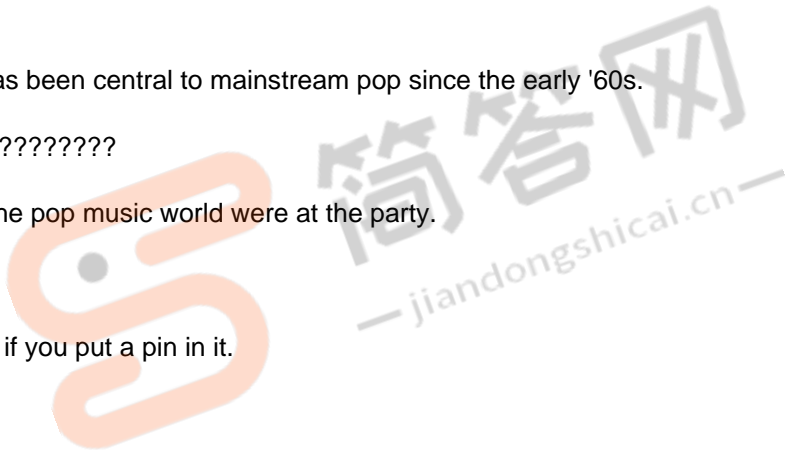 as been central to mainstream pop since the early '60s.
?????????
ne pop music world were at the party.
if you put a pin in it.
简答网
jiandongshicai.cn